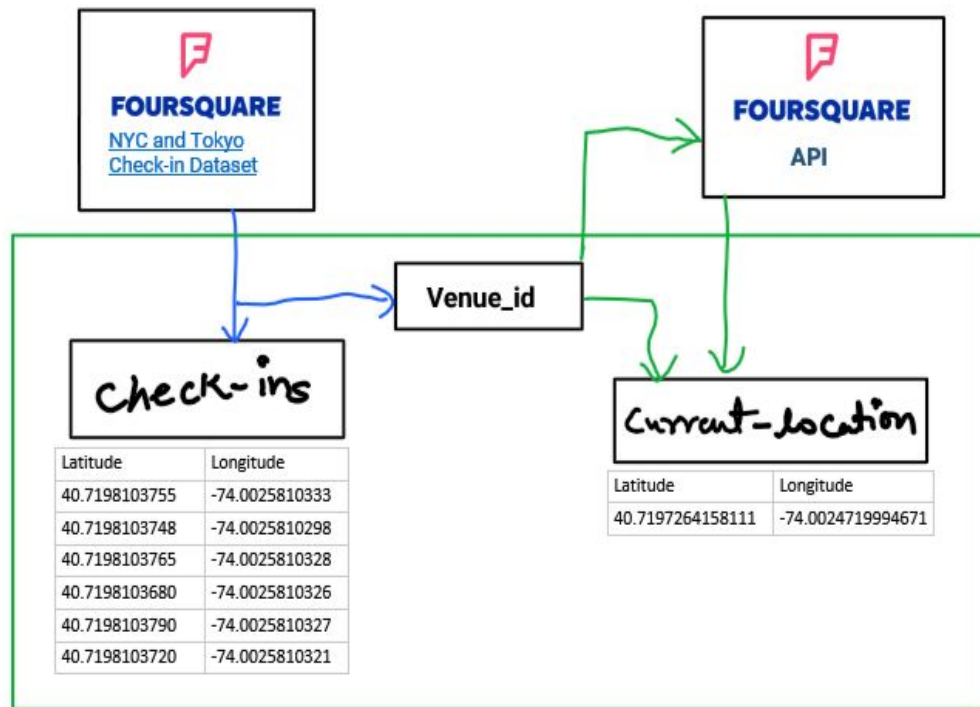 FOURSQUARE
NYC and Tokyo
Check-in Dataset
FOURSQUARE
API
Venue_id
Check-ins
Latitude Longitude
40.7198103755 -74.0025810333
40.7198103748 -74.0025810298
40.7198103765 -74.0025810328
40.7198103680 -74.0025810326
40.7198103790 -74.0025810327
40.7198103720 -74.0025810321
Current-location
Latitude Longitude
40.7197264158111 -74.0024719994671